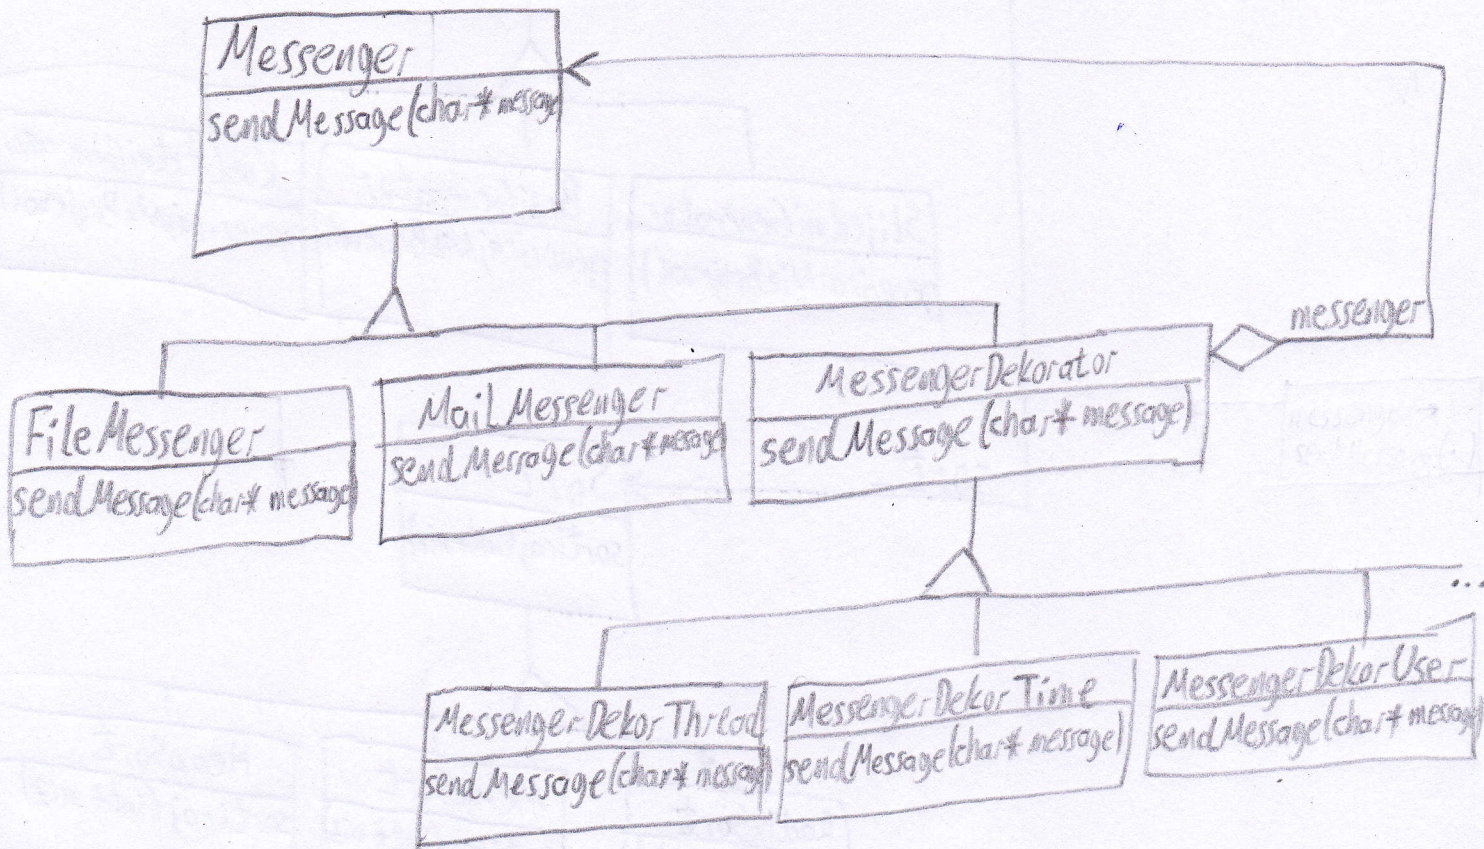 Messenger
sendMessage(char* message
messenger
FileMessenger
sendMessage(char* message
MailMessenger
sendMessage(char* message
MessengerDekorator
sendMessage(char* message)
...
MessengerDekorThread
sendMessage(char* message)
MessengerDekorTime
sendMessage(char* message)
MessengerDekorUser
sendMessage(char* message